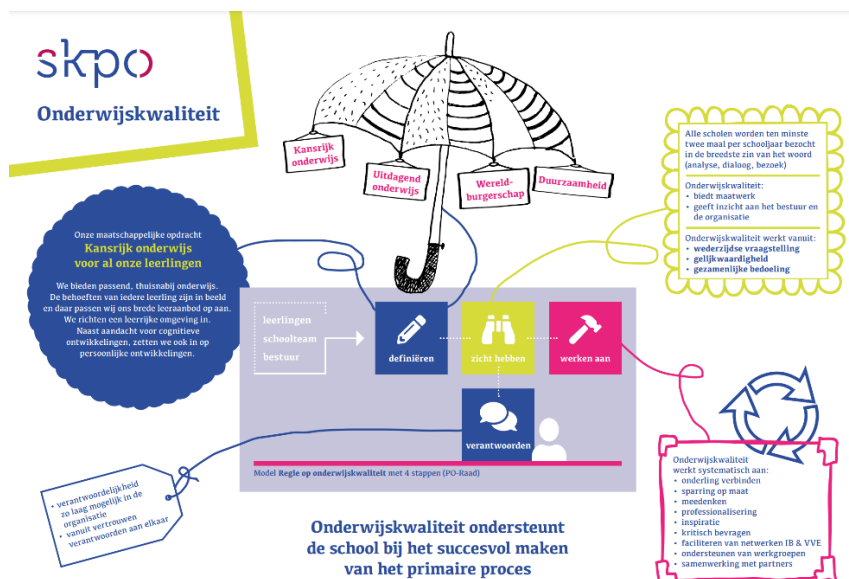 skpo
Onderwijskwaliteit
Kansrijk
onderwijs
Uitdagend
onderwijs
Wereld-
burgerschap
Duurzaamheid
Alle scholen worden ten minste
twee maal per schooljaar bezocht
in de breedste zin van het woord
(analyse, dialoog, bezoek)
Onderwijskwaliteit:
• biedt maatwerk
• geeft inzicht aan het bestuur en
de organisatie
Onderwijskwaliteit werkt vanuit:
• wederzijdse vraagstelling
• gelijkwaardigheid
• gezamenlijke bedoeling
Onze maatschappelijke opdracht
Kansrijk onderwijs
voor al onze leerlingen
We bieden passend, thuisnabij onderwijs.
De behoeften van iedere leerling zijn in beeld
en daar passen wij ons brede leeraanbod op aan.
We richten een leerrijke omgeving in.
Naast aandacht voor cognitieve
ontwikkelingen, zetten we ook in op
persoonlijke ontwikkelingen.
leerlingen
schoolteam
bestuur
definiëren
zicht hebben
werken aan
verantwoorden
Model Regie op onderwijskwaliteit met 4 stappen (PO-Raad)
• verantwoordelijkheid
zo laag mogelijk in de
organisatie
• vanuit vertrouwen
verantwoorden aan elkaar
Onderwijskwaliteit
werkt systematisch aan:
• onderling verbinden
• sparring op maat
• meedenken
• professionalisering
• inspiratie
• kritisch bevragen
• faciliteren van netwerken IB & VVE
• ondersteunen van werkgroepen
• samenwerking met partners
Onderwijskwaliteit ondersteunt
de school bij het succesvol maken
van het primaire proces